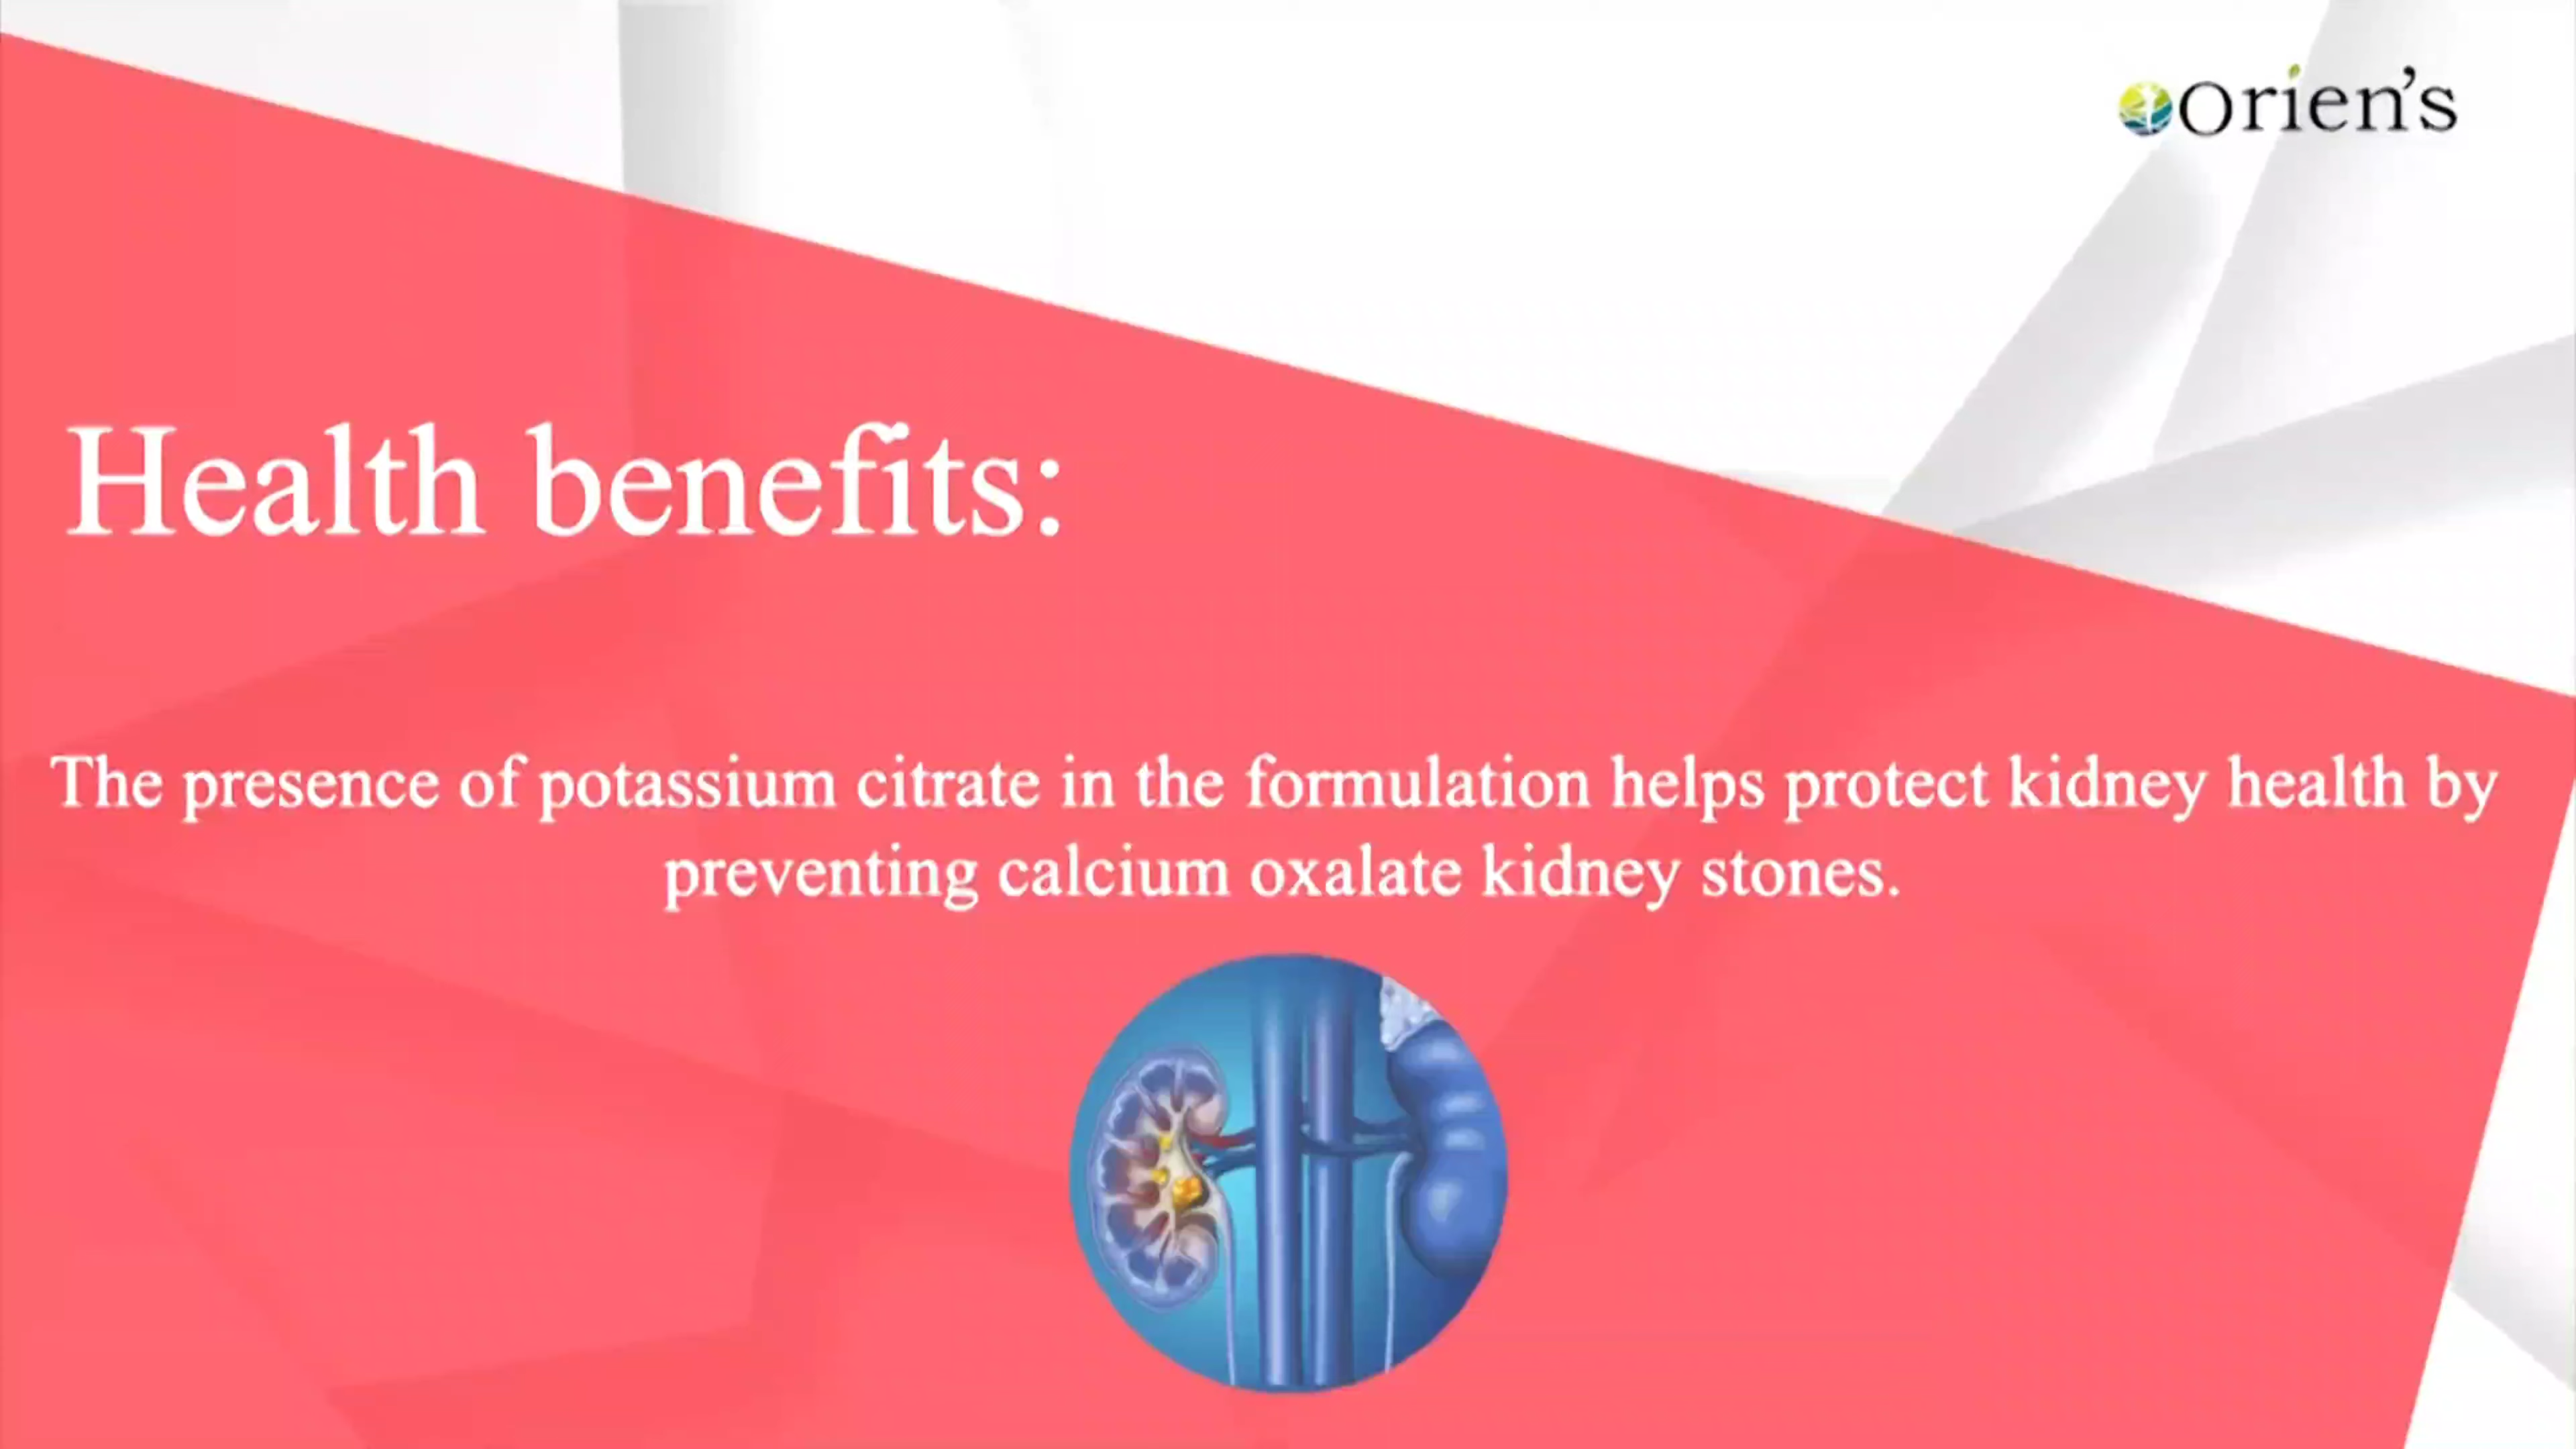 Orien's
Health benefits:
The presence of potassium citrate in the formulation helps protect kidney health by
preventing calcium oxalate kidney stones.